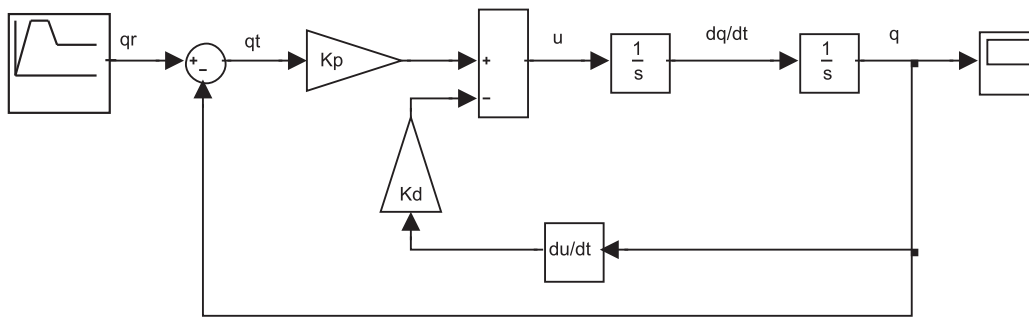 qr
+
−
qt
Kp
+
−
u
1
s
dq/dt
1
s
q
Kd
du/dt